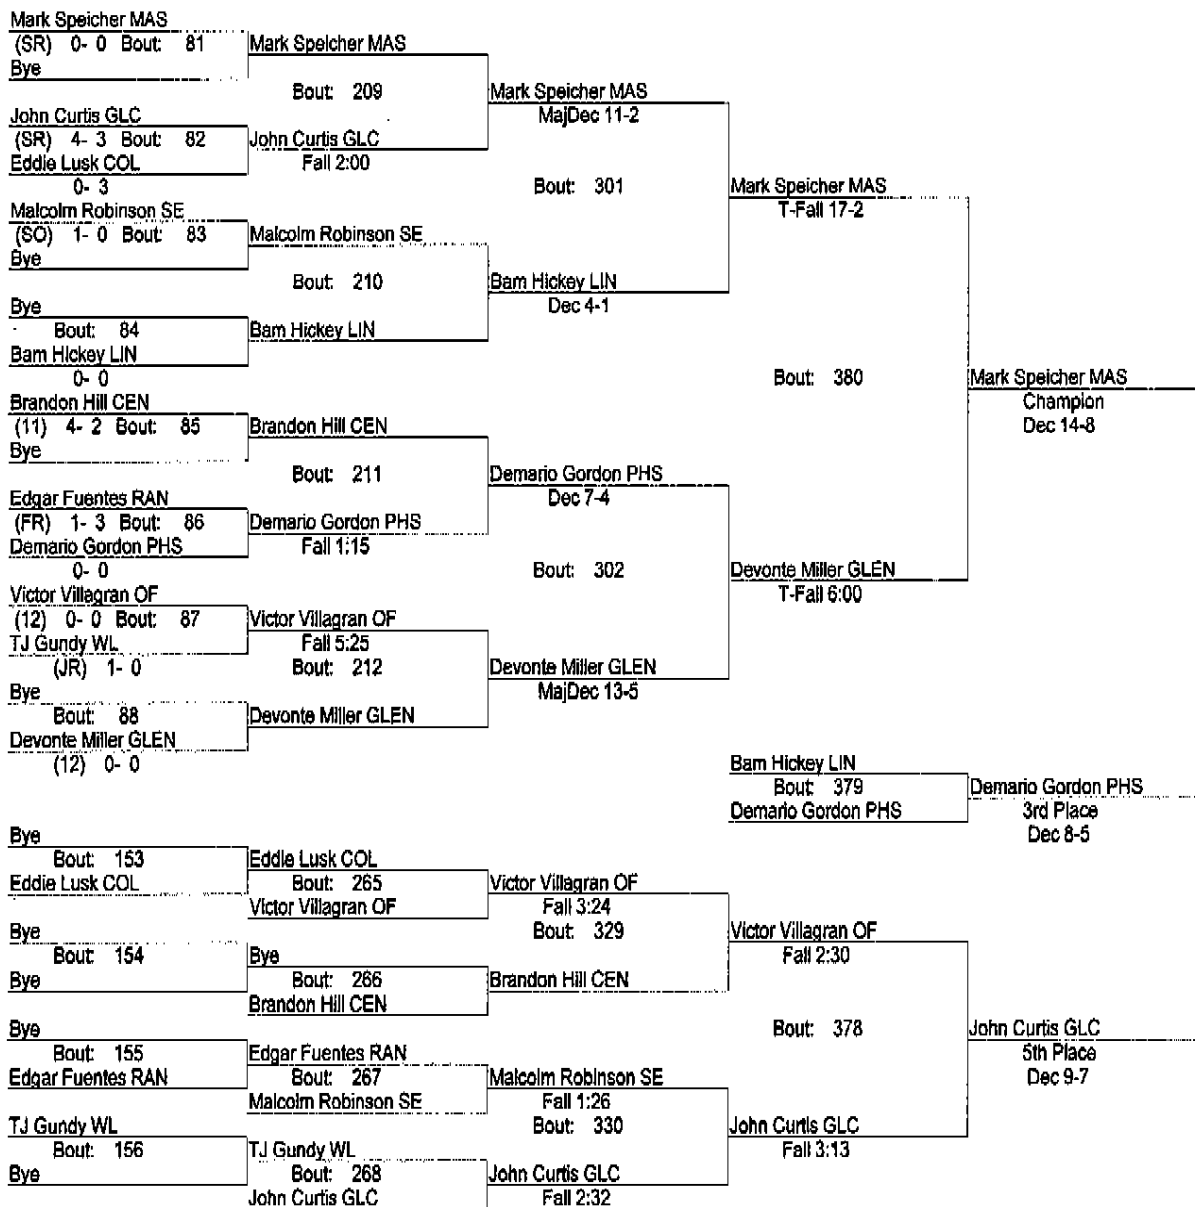 Mark Speicher MAS
(SR) 0- 0 Bout: 81
Mark Speicher MAS
Bye
Bout: 209
Mark Speicher MAS
MajDec 11-2
John Curtis GLC
(SR) 4- 3 Bout: 82
John Curtis GLC
Eddie Lusk COL
Fall 2:00
0- 3
Bout: 301
Mark Speicher MAS
T-Fall 17-2
Malcolm Robinson SE
(SO) 1- 0 Bout: 83
Malcolm Robinson SE
Bye
Bout: 210
Bam Hickey LIN
Dec 4-1
Bye
Bout: 84
Bam Hickey LIN
Bam Hickey LIN
0- 0
Bout: 380
Mark Speicher MAS
Champion
Dec 14-8
Brandon Hill CEN
(11) 4- 2 Bout: 85
Brandon Hill CEN
Bye
Bout: 211
Demario Gordon PHS
Dec 7-4
Edgar Fuentes RAN
(FR) 1- 3 Bout: 86
Demario Gordon PHS
Demario Gordon PHS
Fall 1:15
0- 0
Bout: 302
Devonte Miller GLEN
T-Fall 6:00
Victor Villagran OF
(12) 0- 0 Bout: 87
Victor Villagran OF
TJ Gundy WL
Fall 5:25
(JR) 1- 0
Bout: 212
Devonte Miller GLEN
MajDec 13-5
Bye
Bout: 88
Devonte Miller GLEN
Devonte Miller GLEN
(12) 0- 0
Bam Hickey LIN
Bout: 379
Demario Gordon PHS
Demario Gordon PHS
3rd Place
Dec 8-5
Bye
Bout: 153
Eddie Lusk COL
Eddie Lusk COL
Bout: 265
Victor Villagran OF
Victor Villagran OF
Fall 3:24
Bye
Bout: 329
Victor Villagran OF
Bout: 154
Bye
Fall 2:30
Bye
Bout: 266
Brandon Hill CEN
Brandon Hill CEN
Bye
Bout: 378
John Curtis GLC
5th Place
Dec 9-7
Bout: 155
Edgar Fuentes RAN
Edgar Fuentes RAN
Bout: 267
Malcolm Robinson SE
Malcolm Robinson SE
Fall 1:26
TJ Gundy WL
Bout: 330
John Curtis GLC
Bout: 156
TJ Gundy WL
Fall 3:13
Bye
Bout: 268
John Curtis GLC
John Curtis GLC
Fall 2:32